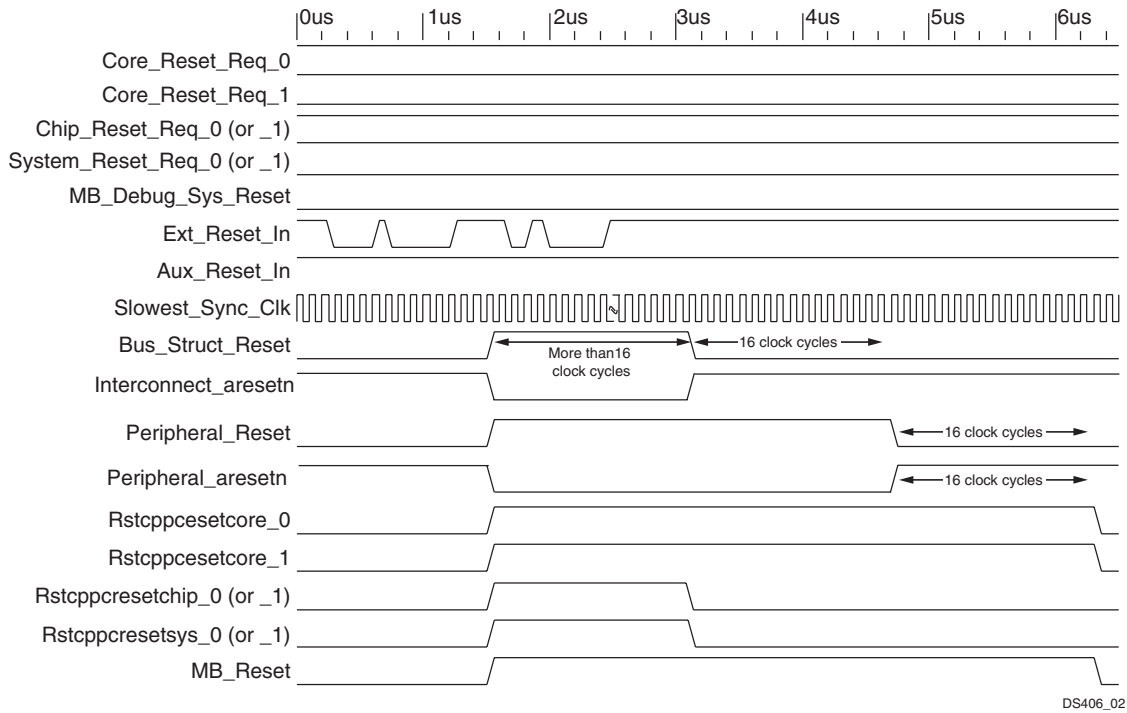 0us 1us 2us 3us 4us 5us 6us
Core_Reset_Req_0
Core_Reset_Req_1
Chip_Reset_Req_0 (or _1)
System_Reset_Req_0 (or _1)
MB_Debug_Sys_Reset
Ext_Reset_In
Aux_Reset_In
Slowest_Sync_Clk
Bus_Struct_Reset
More than16
clock cycles
16 clock cycles
Interconnect_aresetn
Peripheral_Reset
16 clock cycles
Peripheral_aresetn
16 clock cycles
Rstcppcesetcore_0
Rstcppcesetcore_1
Rstcppcresetchip_0 (or _1)
Rstcppcresetsys_0 (or _1)
MB_Reset
DS406_02